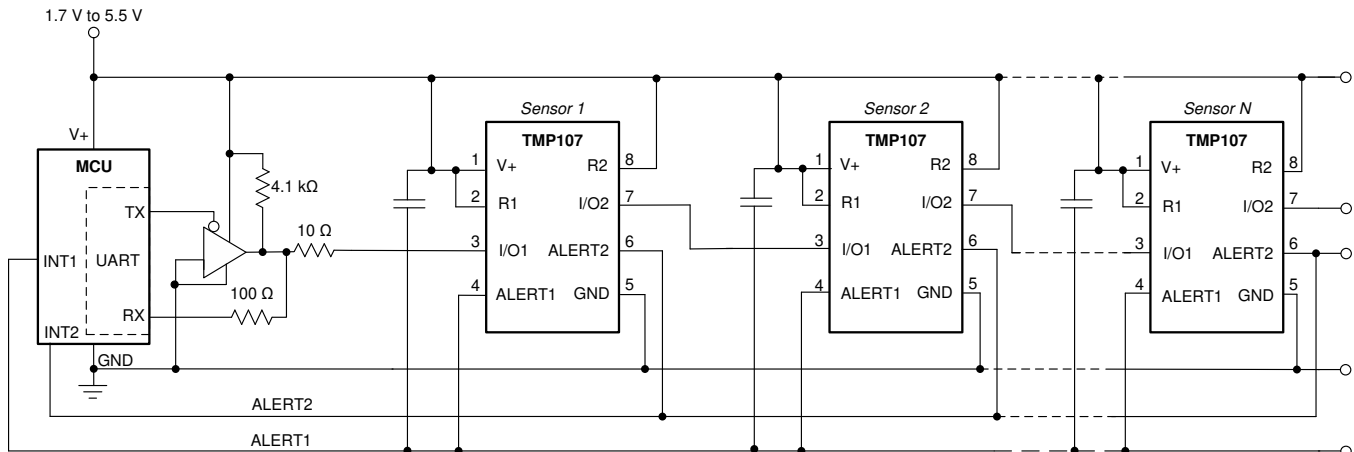 1.7 V to 5.5 V
V+
MCU
TX
INT1
UART
RX
INT2
GND
4.1 kΩ
10 Ω
100 Ω
Sensor 1
TMP107
1 V+ R2 8
2 R1 I/O2 7
3 I/O1 ALERT2 6
4 ALERT1 GND 5
Sensor 2
TMP107
1 V+ R2 8
2 R1 I/O2 7
3 I/O1 ALERT2 6
4 ALERT1 GND 5
Sensor N
TMP107
1 V+ R2 8
2 R1 I/O2 7
3 I/O1 ALERT2 6
4 ALERT1 GND 5
ALERT2
ALERT1